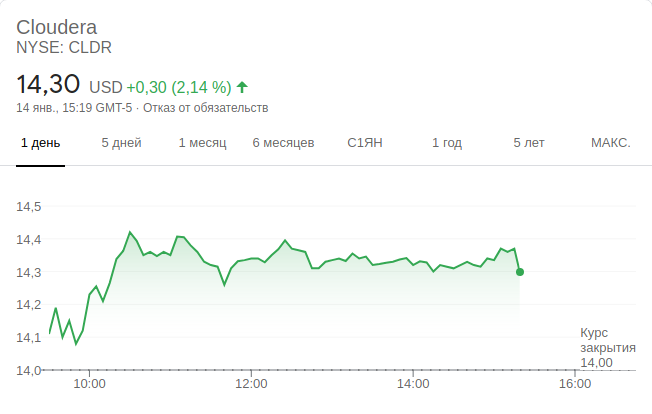 Cloudera
NYSE: CLDR
14,30 USD +0,30 (2,14 %)
14 янв., 15:19 GMT-5 · Отказ от обязательств
1 день 5 дней 1 месяц 6 месяцев С1ЯН 1 год 5 лет МАКС.
14,5
14,4
14,3
14,2
14,1
14,0
Курс
закрытия
14,00
10:00 12:00 14:00 16:00